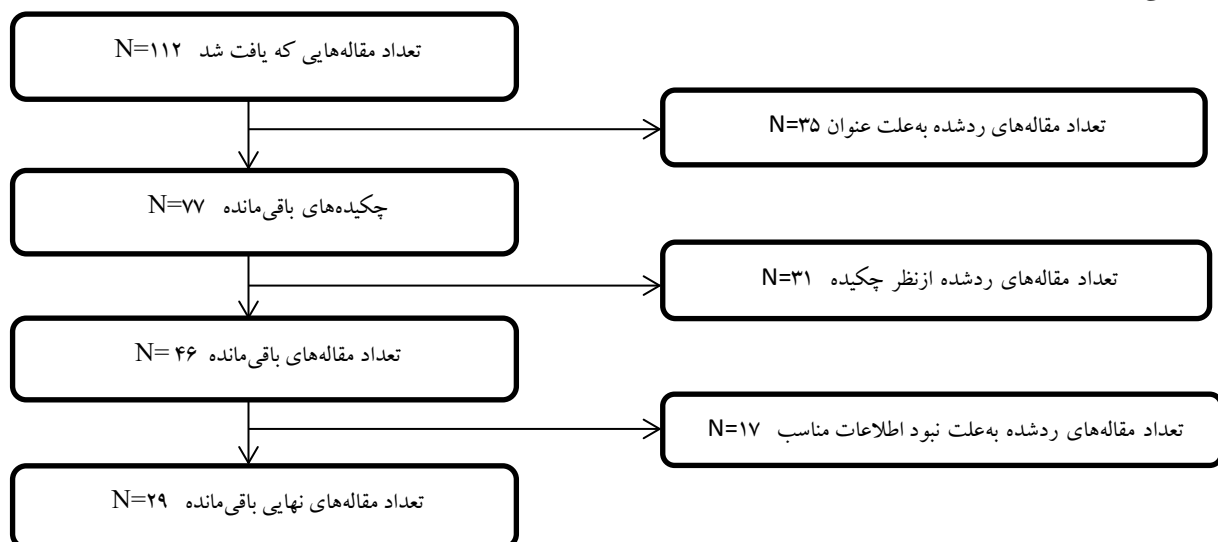 تعداد مقاله‌هایی که یافت شد N=۱۱۲
تعداد مقاله‌های ردشده به‌علت عنوان N=۳۵
چکیده‌های باقی‌مانده N=۷۷
تعداد مقاله‌های ردشده ازنظر چکیده N=۳۱
تعداد مقاله‌های باقی‌مانده N= ۴۶
تعداد مقاله‌های ردشده به‌علت نبود اطلاعات مناسب N=۱۷
تعداد مقاله‌های نهایی باقی‌مانده N=۲۹